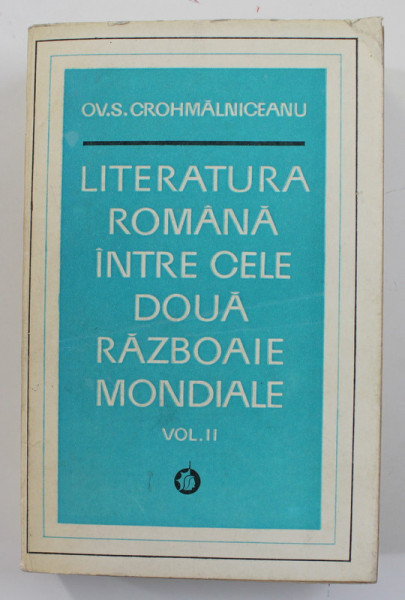 OV.S. CROHMĂLNICEANU
LITERATURA
ROMÂNĂ
ÎNTRE CELE
DOUĂ
RĂZBOAIE
MONDIALE
VOL. II